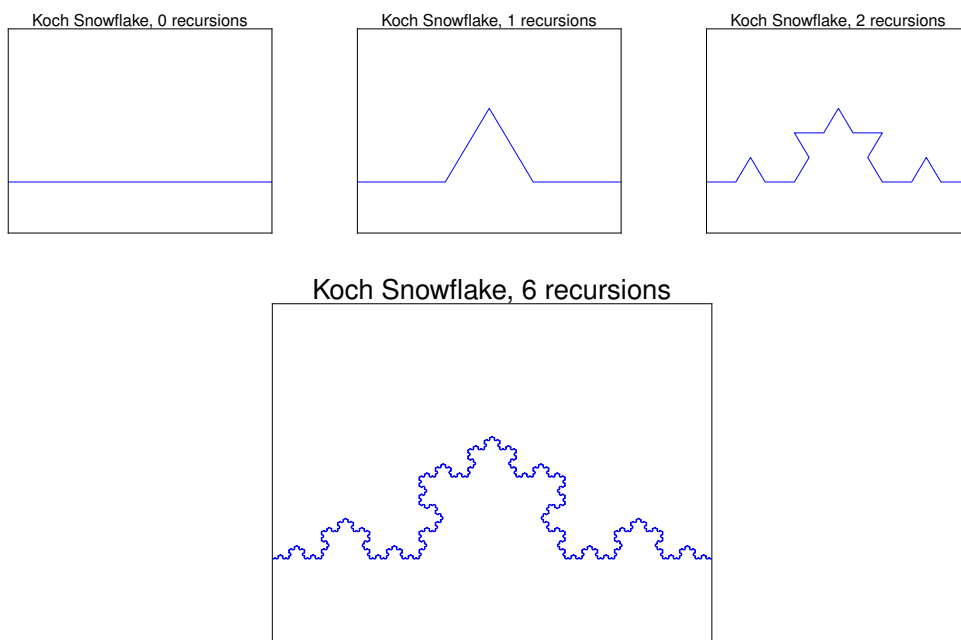 Koch Snowflake, 0 recursions
Koch Snowflake, 1 recursions
Koch Snowflake, 2 recursions
Koch Snowflake, 6 recursions